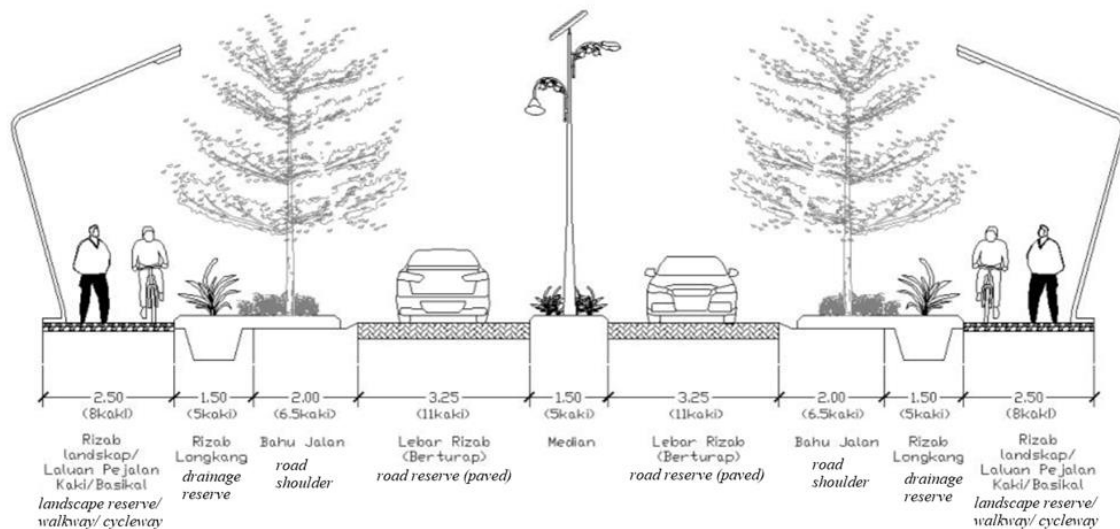 2.50
(8kaki)
Rizab
landskap/
Laluan Pejalan
Kaki/Basikal
landscape reserve/
walkway/ cycleway
1.50
(5kaki)
Rizab
Longkang
drainage
reserve
2.00
(6.5kaki)
Bahu Jalan
road
shoulder
3.25
(11kaki)
Lebar Rizab
(Berturap)
road reserve (paved)
1.50
(5kaki)
Median
3.25
(11kaki)
Lebar Rizab
(Berturap)
road reserve (paved)
2.00
(6.5kaki)
Bahu Jalan
road
shoulder
1.50
(5kaki)
Rizab
Longkang
drainage
reserve
2.50
(8kaki)
Rizab
landskap/
Laluan Pejalan
Kaki/Basikal
landscape reserve/
walkway/ cycleway